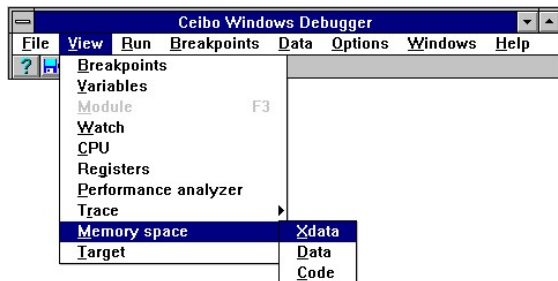 Ceibo Windows Debugger
File View Run Breakpoints Data Options Windows Help
?
Breakpoints
Variables
Module F3
Watch
CPU
Registers
Performance analyzer
Trace
Memory space
Xdata
Target
Data
Code